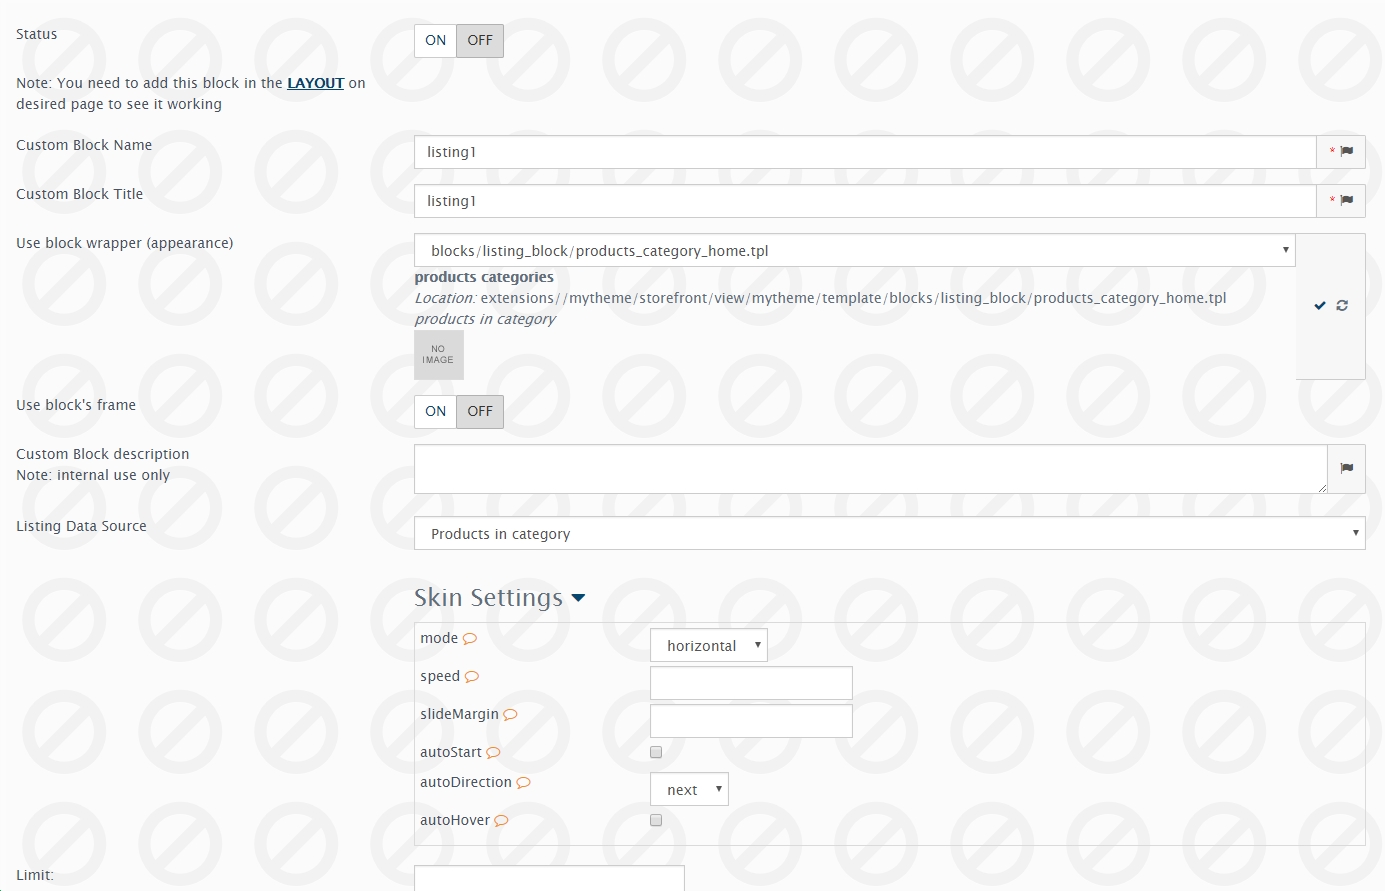 Status
ON OFF
Note: You need to add this block in the LAYOUT on
desired page to see it working
Custom Block Name
listing1
*
Custom Block Title
listing1
*
Use block wrapper (appearance)
blocks/listing_block/products_category_home.tpl
products categories
Location: extensions//mytheme/storefront/view/mytheme/template/blocks/listing_block/products_category_home.tpl
products in category
NO
IMAGE
Use block's frame
ON OFF
Custom Block description
Note: internal use only
Listing Data Source
Products in category
Skin Settings
mode
horizontal
speed
slideMargin
autoStart
autoDirection
next
autoHover
Limit: